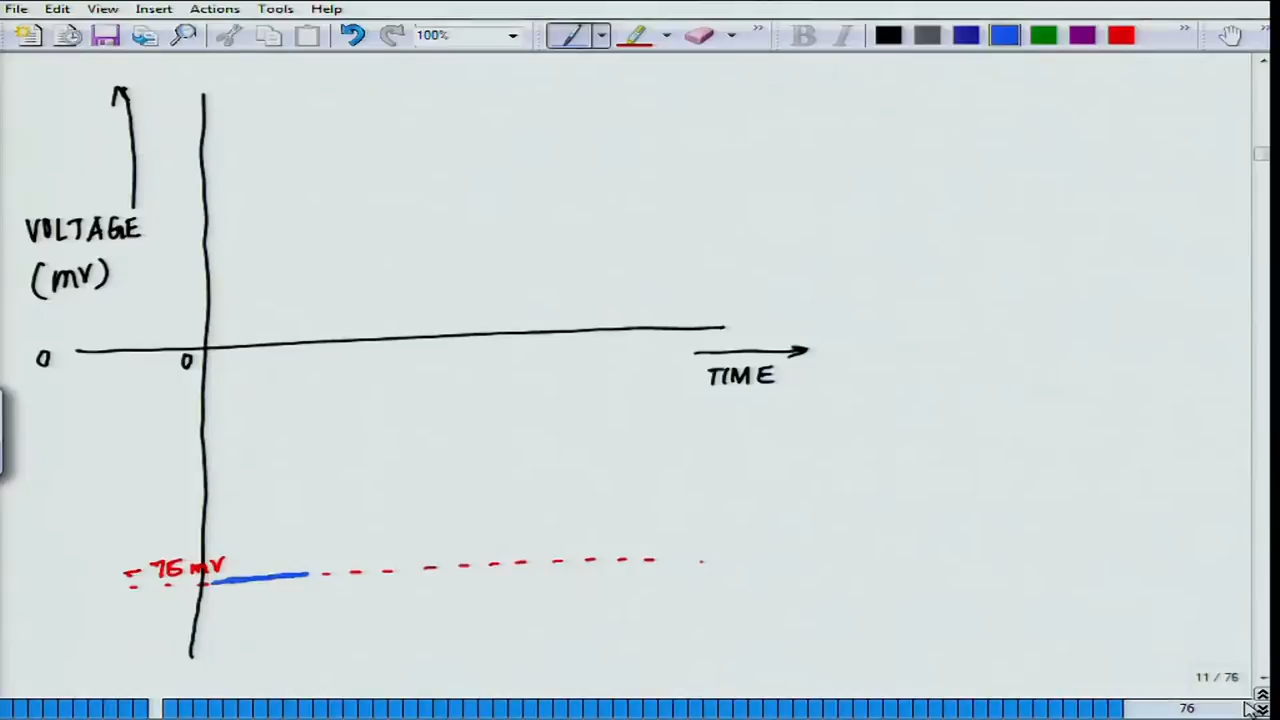 File Edit View Insert Actions Tools Help
100%
VOLTAGE
(mV)
0 0
TIME
- 75 mV
11 / 76
76